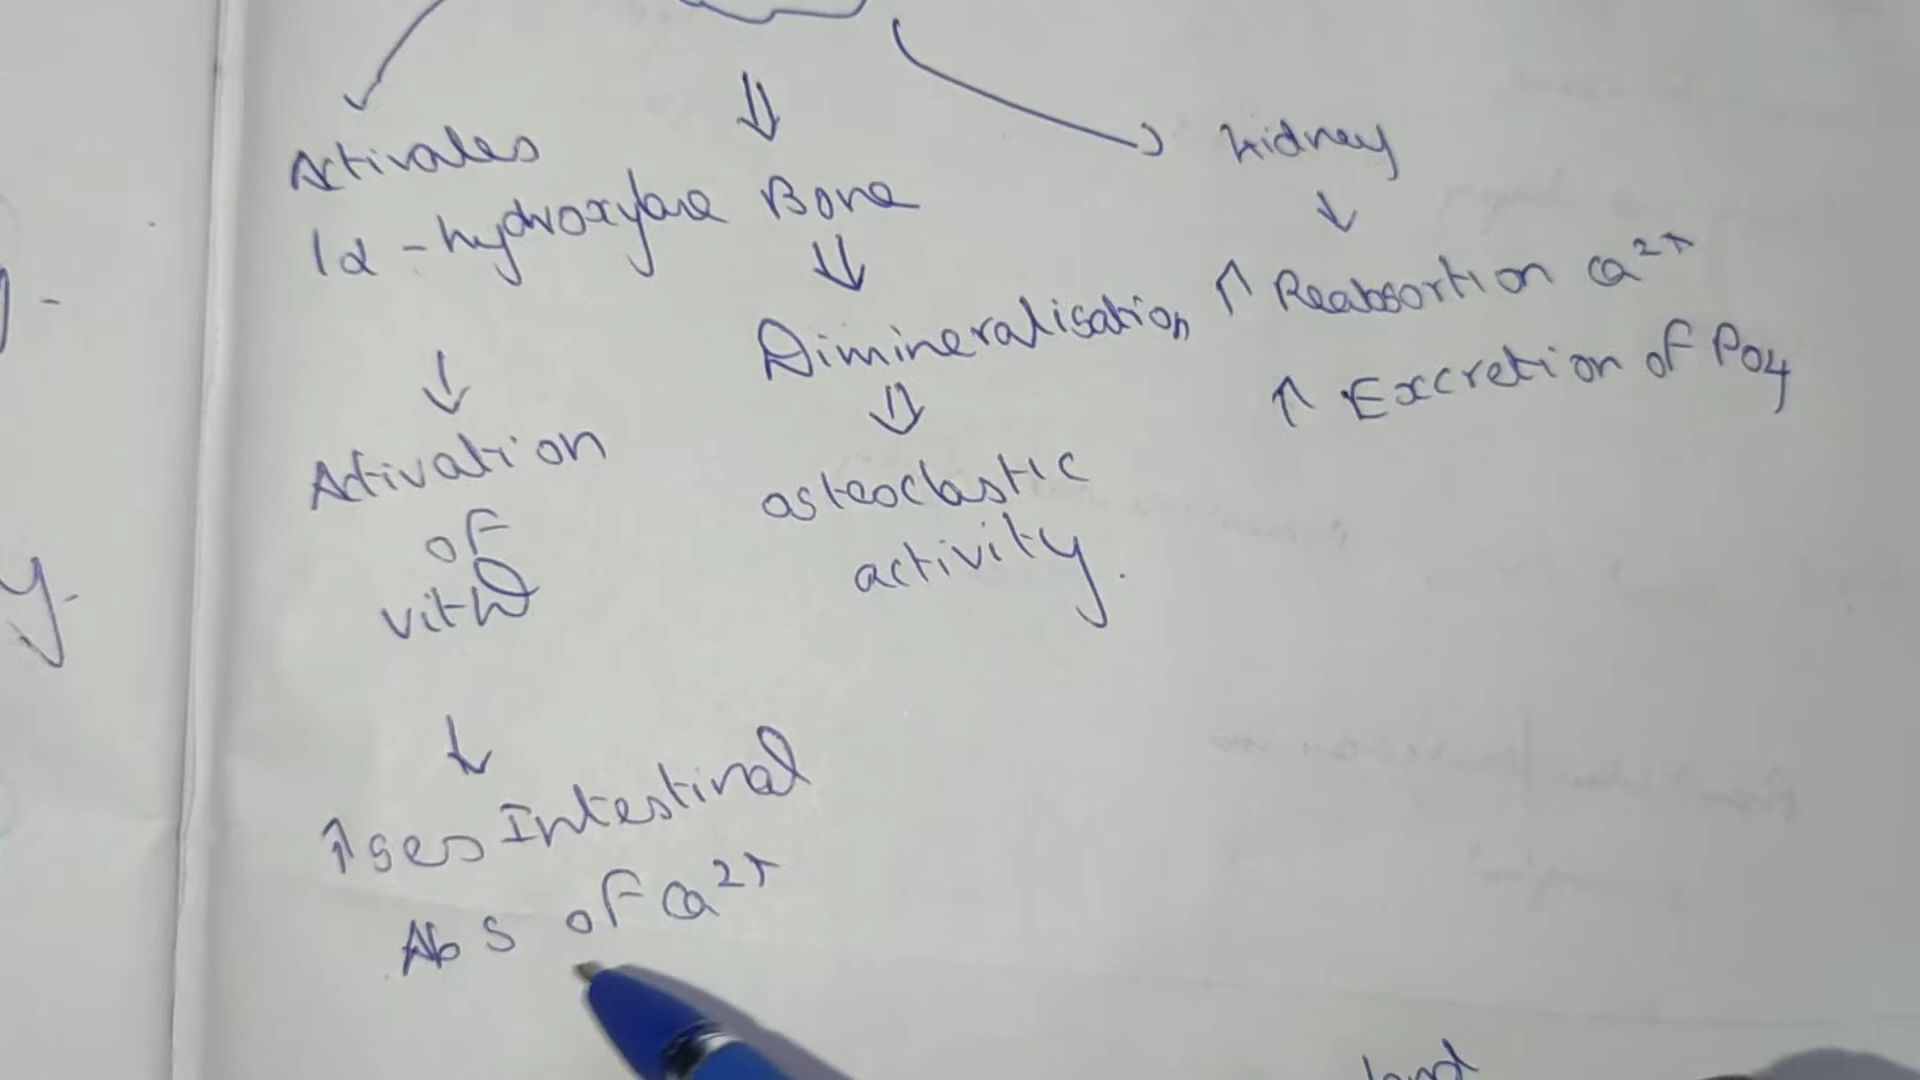 Activates
1α-hydroxylase
↓
Activation
of
vit D
↓
↑ses Intestinal
Abs of Ca²⁺
⇓
Bone
⇓
Dimineralisation
⇓
osteoclastic
activity.
kidney
↓
↑ Reabsortion Ca²⁺
↑ Excretion of PO4